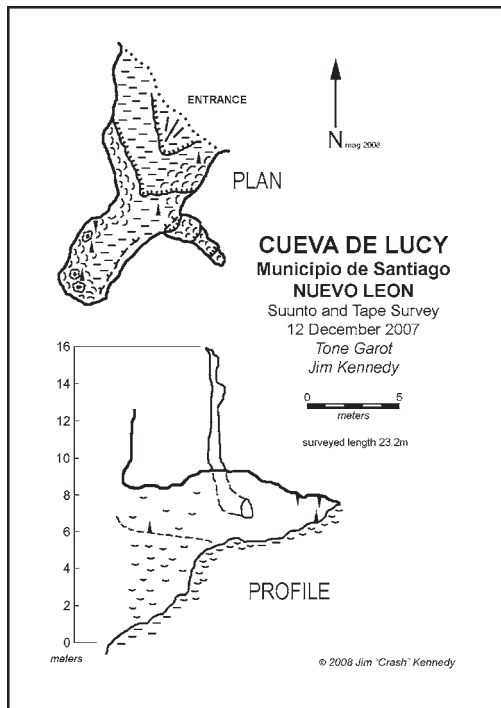 ENTRANCE
N mag 2008
PLAN
CUEVA DE LUCY
Municipio de Santiago
NUEVO LEON
Suunto and Tape Survey
12 December 2007
Tone Garot
Jim Kennedy
0 5
meters
surveyed length 23.2m
16
14
12
10
8
6
4
2
0
meters
PROFILE
© 2008 Jim "Crash" Kennedy